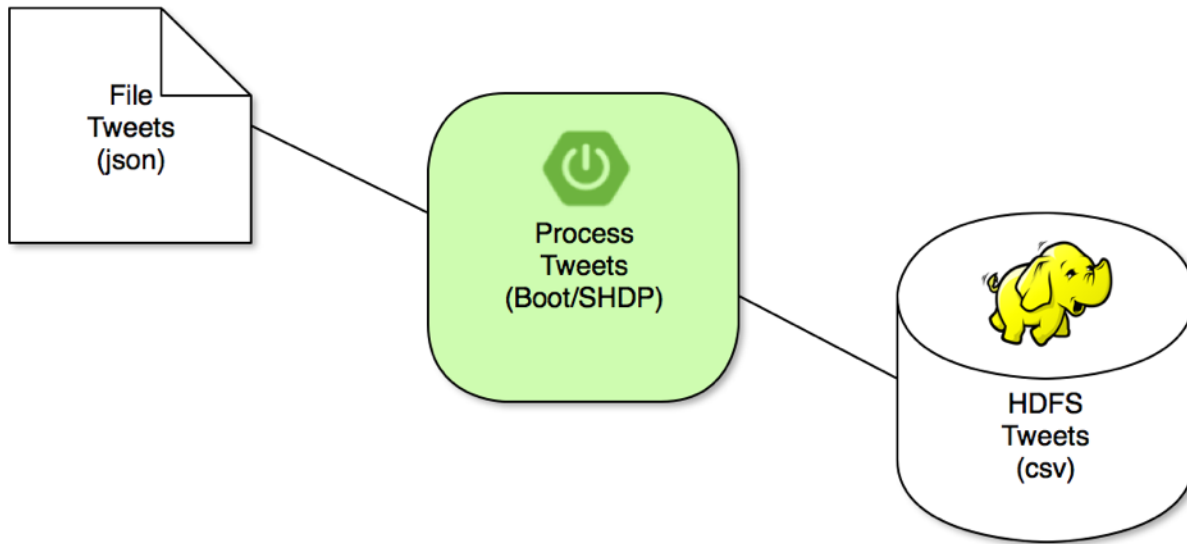 File
Tweets
(json)
Process
Tweets
(Boot/SHDP)
HDFS
Tweets
(csv)